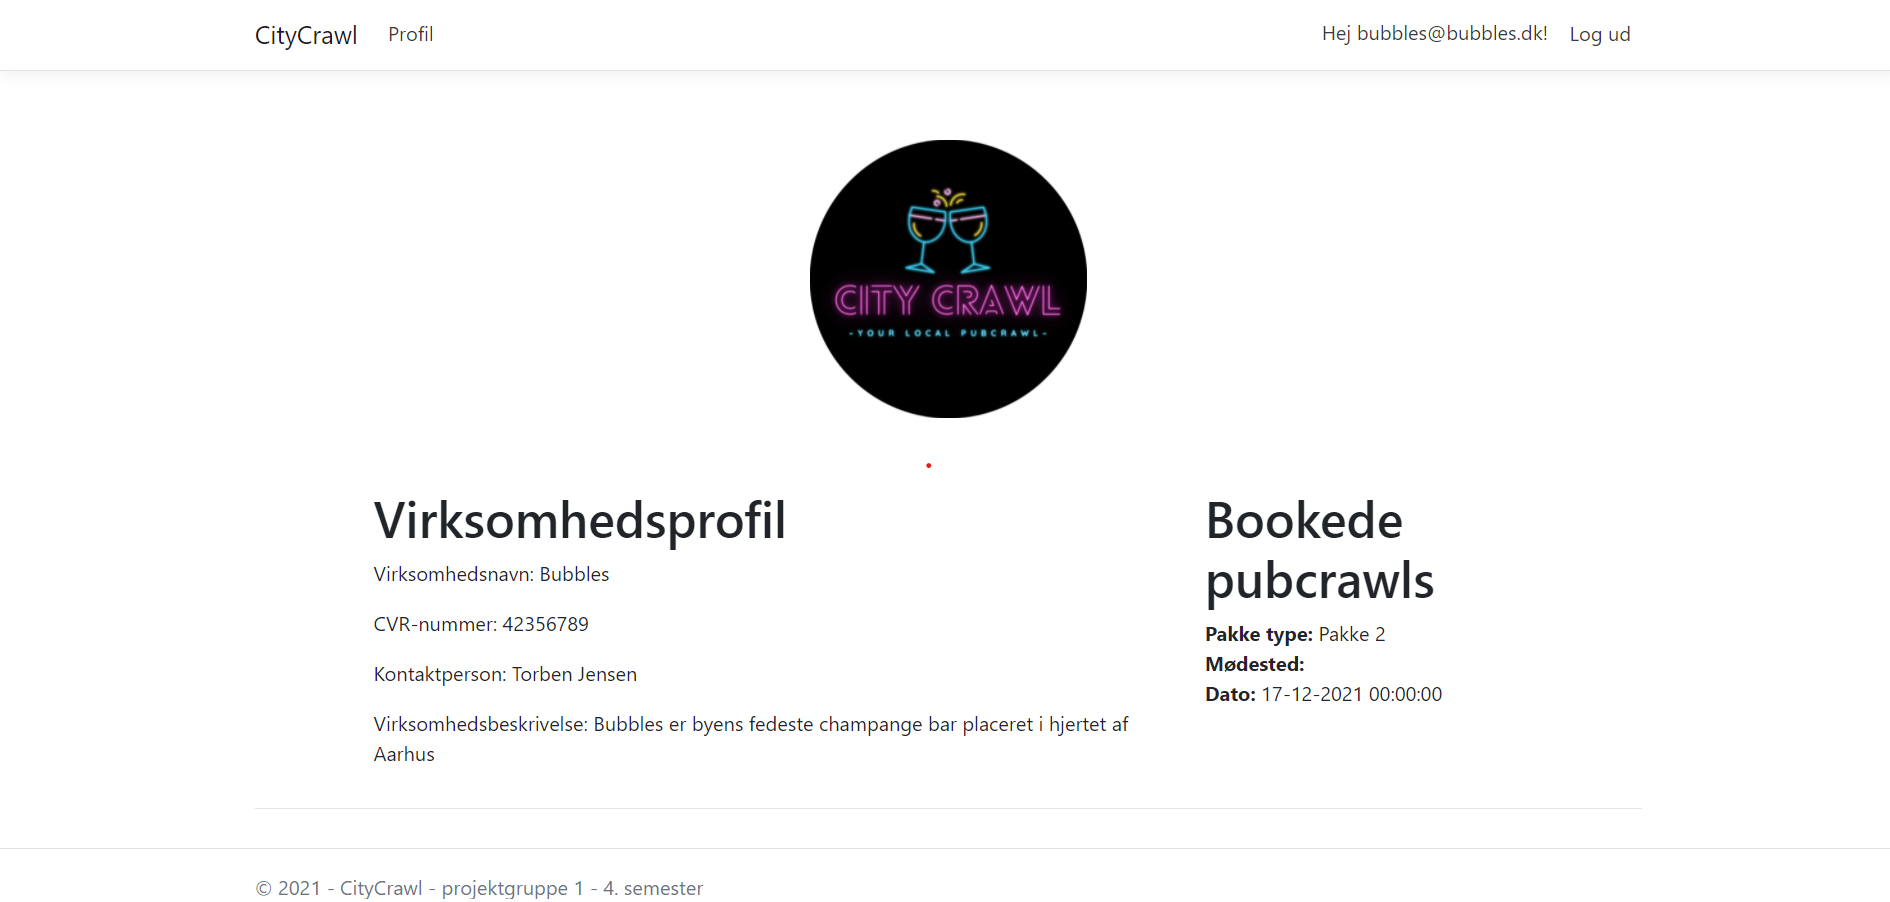 CityCrawl Profil Hej bubbles@bubbles.dk! Log ud
CITY CRAWL
-YOUR LOCAL PUBCRAWL-
Virksomhedsprofil
Virksomhedsnavn: Bubbles
CVR-nummer: 42356789
Kontaktperson: Torben Jensen
Virksomhedsbeskrivelse: Bubbles er byens fedeste champange bar placeret i hjertet af
Aarhus
Bookede
pubcrawls
Pakke type: Pakke 2
Mødested:
Dato: 17-12-2021 00:00:00
© 2021 - CityCrawl - projektgruppe 1 - 4. semester